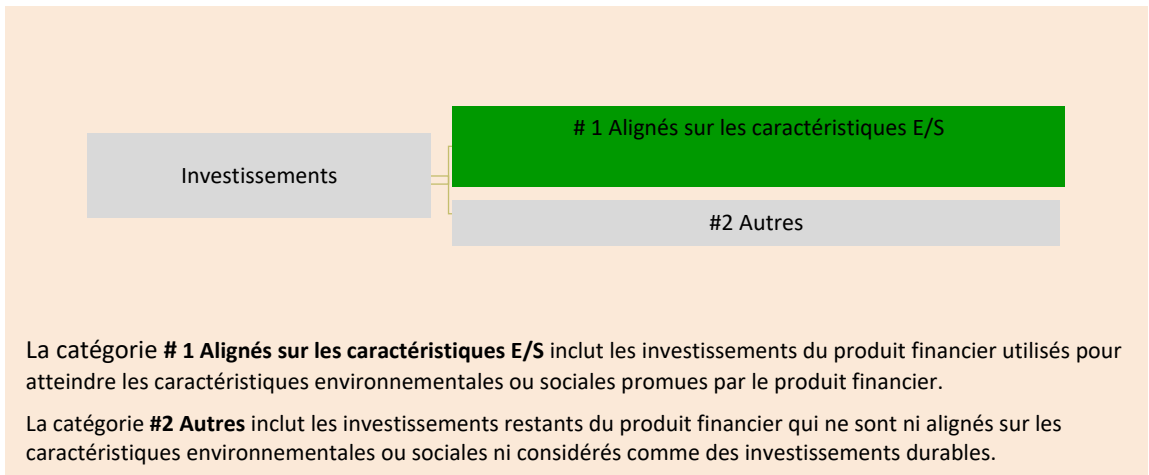 # 1 Alignés sur les caractéristiques E/S
Investissements
#2 Autres
La catégorie # 1 Alignés sur les caractéristiques E/S inclut les investissements du produit financier utilisés pour
atteindre les caractéristiques environnementales ou sociales promues par le produit financier.
La catégorie #2 Autres inclut les investissements restants du produit financier qui ne sont ni alignés sur les
caractéristiques environnementales ou sociales ni considérés comme des investissements durables.